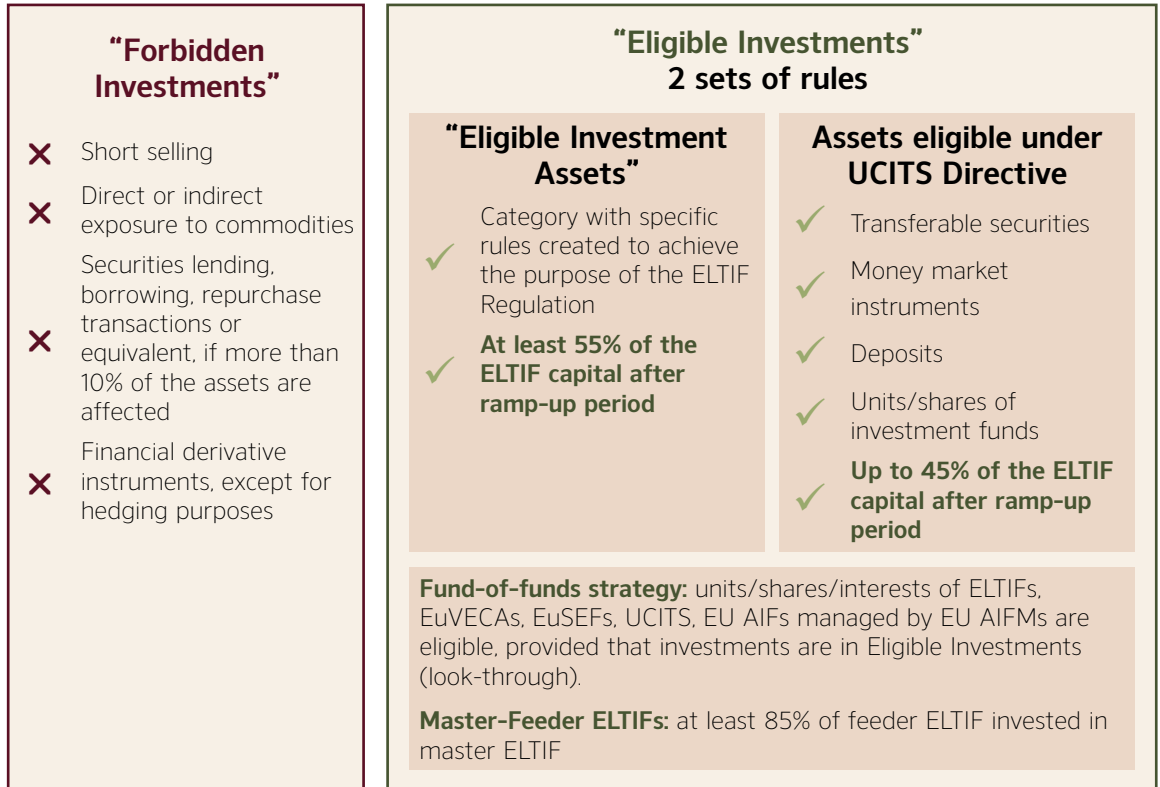 “Forbidden
Investments”
Short selling
Direct or indirect
exposure to commodities
Securities lending,
borrowing, repurchase
transactions or
equivalent, if more than
10% of the assets are
affected
Financial derivative
instruments, except for
hedging purposes
“Eligible Investments”
2 sets of rules
“Eligible Investment
Assets”
Category with specific
rules created to achieve
the purpose of the ELTIF
Regulation
At least 55% of the
ELTIF capital after
ramp-up period
Assets eligible under
UCITS Directive
Transferable securities
Money market
instruments
Deposits
Units/shares of
investment funds
Up to 45% of the ELTIF
capital after ramp-up
period
Fund-of-funds strategy: units/shares/interests of ELTIFs,
EuVECAs, EuSEFs, UCITS, EU AIFs managed by EU AIFMs are
eligible, provided that investments are in Eligible Investments
(look-through).
Master-Feeder ELTIFs: at least 85% of feeder ELTIF invested in
master ELTIF